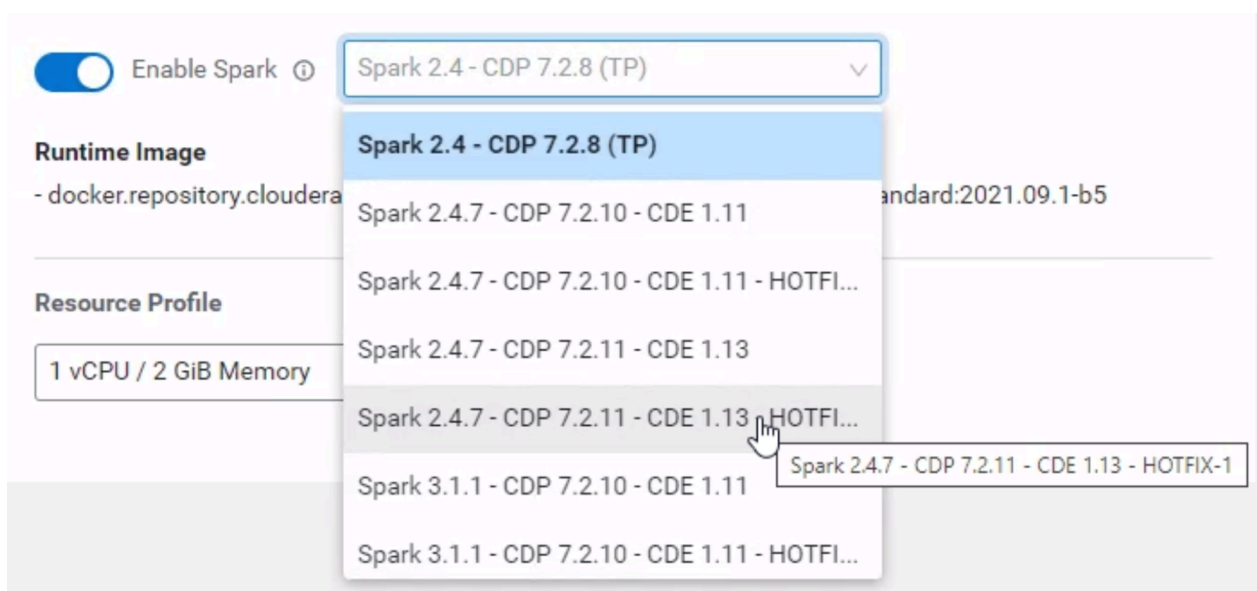 Enable Spark
Spark 2.4 - CDP 7.2.8 (TP)
Spark 2.4 - CDP 7.2.8 (TP)
Runtime Image
- docker.repository.cloudera
andard:2021.09.1-b5
Spark 2.4.7 - CDP 7.2.10 - CDE 1.11
Spark 2.4.7 - CDP 7.2.10 - CDE 1.11 - HOTFI...
Resource Profile
Spark 2.4.7 - CDP 7.2.11 - CDE 1.13
1 vCPU / 2 GiB Memory
Spark 2.4.7 - CDP 7.2.11 - CDE 1.13 - HOTFI...
Spark 2.4.7 - CDP 7.2.11 - CDE 1.13 - HOTFIX-1
Spark 3.1.1 - CDP 7.2.10 - CDE 1.11
Spark 3.1.1 - CDP 7.2.10 - CDE 1.11 - HOTFI...